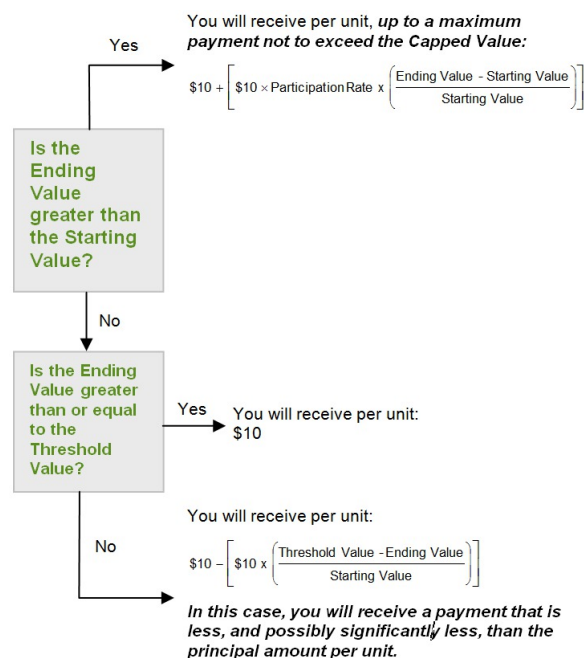 You will receive per unit, up to a maximum
payment not to exceed the Capped Value:
Yes
$10 + [ $10 × Participation Rate x ( Ending Value - Starting Value
Starting Value ) ]
Is the
Ending
Value
greater than
the Starting
Value?
No
Is the Ending
Value greater
than or equal
to the
Threshold
Value?
Yes
You will receive per unit:
$10
You will receive per unit:
No
$10 – [ $10 x ( Threshold Value - Ending Value
Starting Value ) ]
In this case, you will receive a payment that is
less, and possibly significantly less, than the
principal amount per unit.